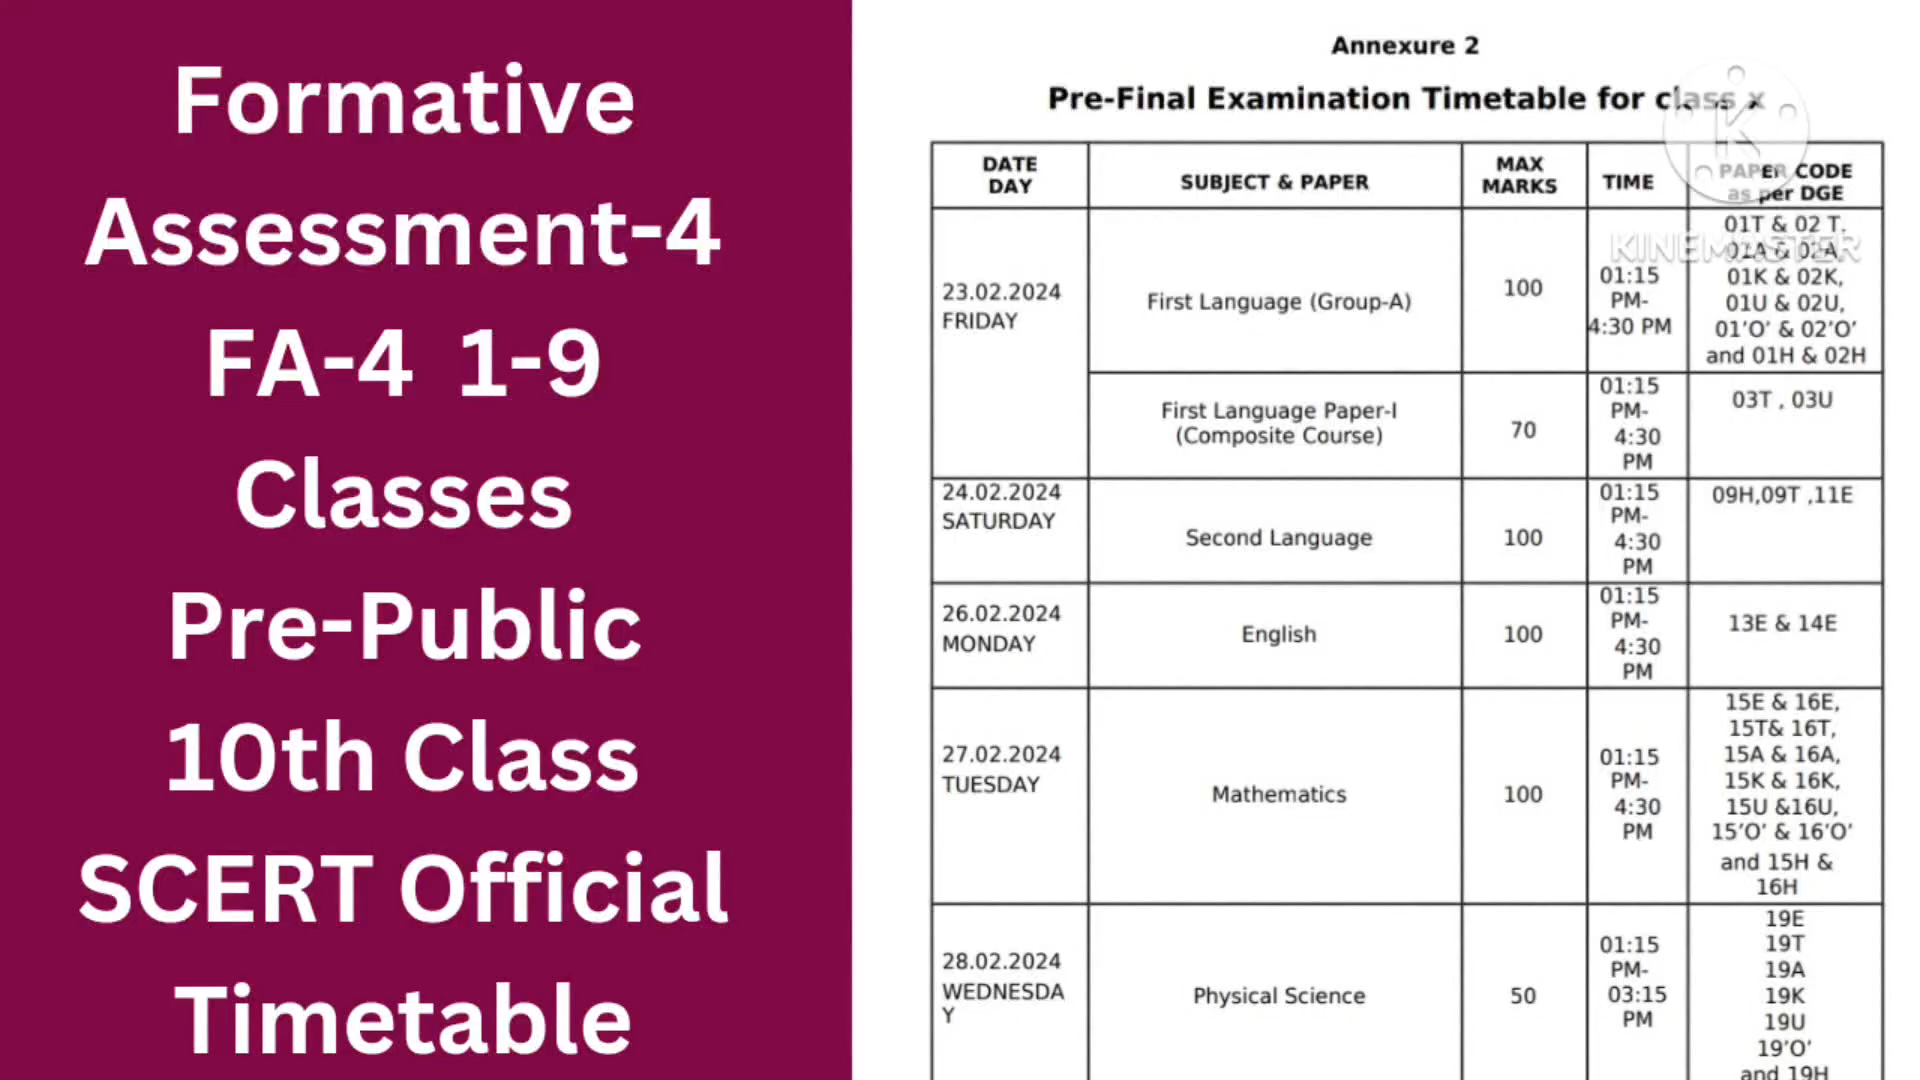 Formative
Assessment-4
FA-4 1-9
Classes
Pre-Public
10th Class
SCERT Official
Timetable
Annexure 2
Pre-Final Examination Timetable for class x
DATE
DAY
SUBJECT & PAPER
MAX
MARKS
TIME
PAPER CODE
as per DGE
23.02.2024
FRIDAY
First Language (Group-A)
100
01:15
PM-
4:30 PM
01T & 02 T.
02A & 02A,
01K & 02K,
01U & 02U,
01’O’ & 02’O’
and 01H & 02H
First Language Paper-I
(Composite Course)
70
01:15
PM-
4:30
PM
03T , 03U
24.02.2024
SATURDAY
Second Language
100
01:15
PM-
4:30
PM
09H,09T ,11E
26.02.2024
MONDAY
English
100
01:15
PM-
4:30
PM
13E & 14E
27.02.2024
TUESDAY
Mathematics
100
01:15
PM-
4:30
PM
15E & 16E,
15T& 16T,
15A & 16A,
15K & 16K,
15U &16U,
15’O’ & 16’O’
and 15H &
16H
28.02.2024
WEDNESDA
Y
Physical Science
50
01:15
PM-
03:15
PM
19E
19T
19A
19K
19U
19’O’
and 19H
K
KINEMASTER